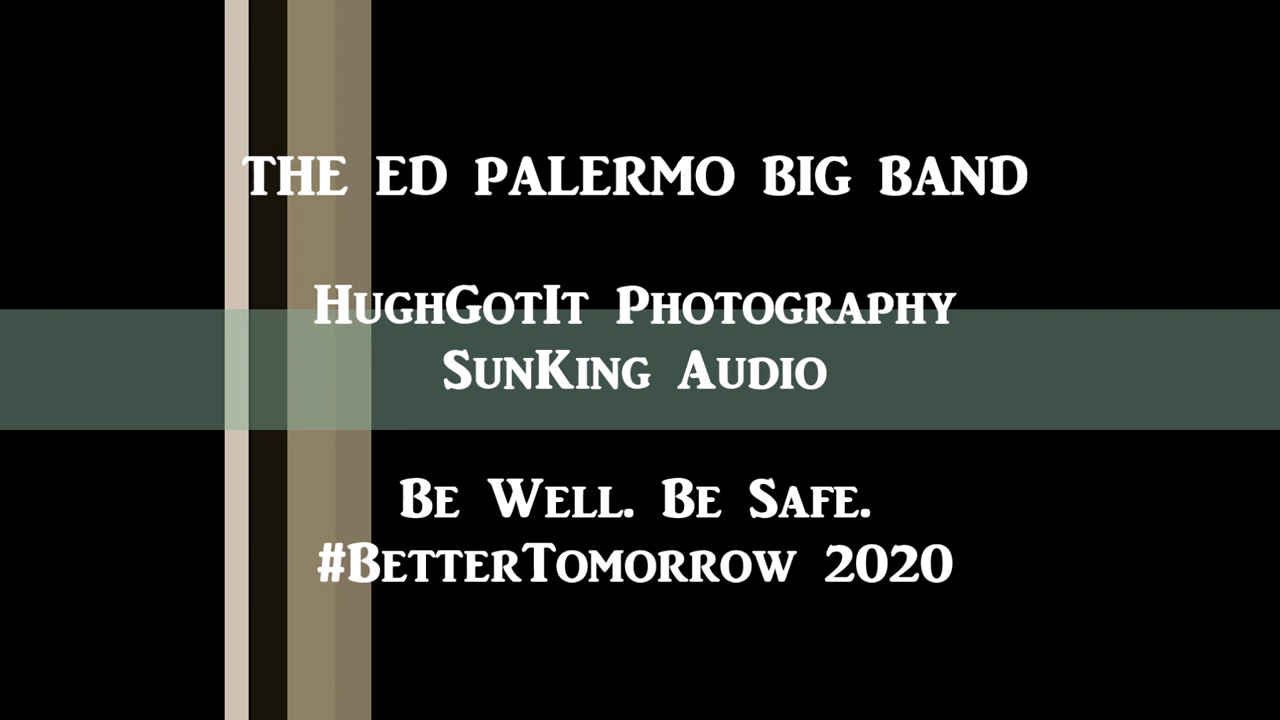 THE ED PALERMO BIG BAND
HughGotIt Photography
SunKing Audio
Be Well. Be Safe.
#BetterTomorrow 2020